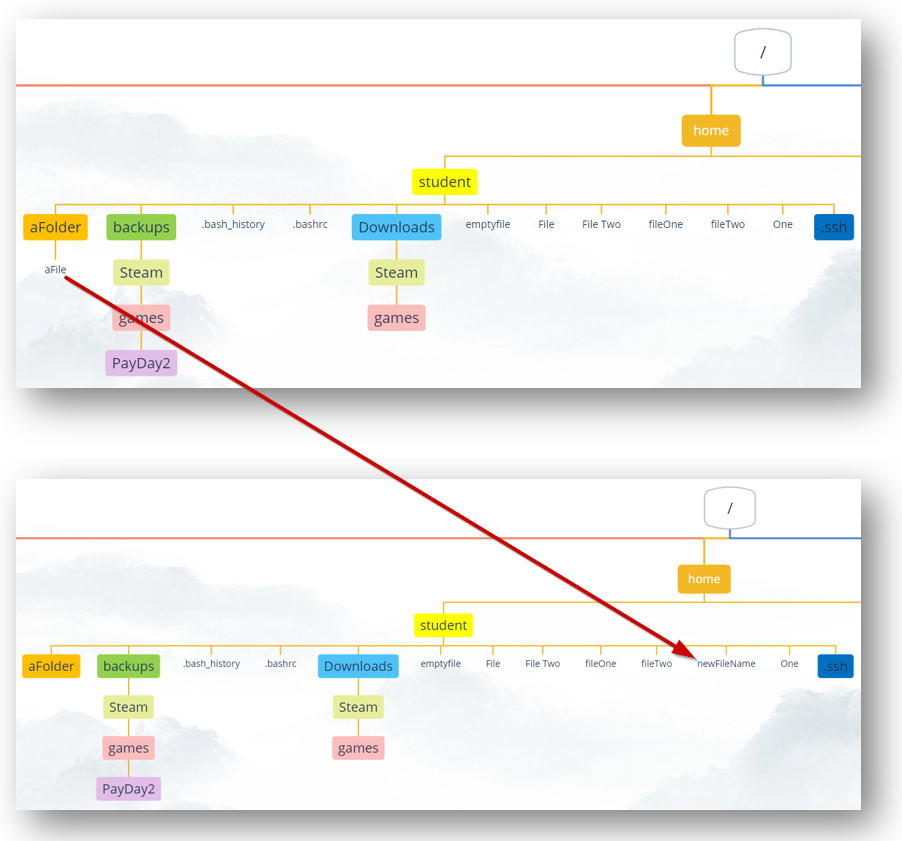 /
home
student
aFolder backups .bash_history .bashrc Downloads emptyfile File File Two fileOne fileTwo One .ssh
aFile Steam Steam
games games
PayDay2
/
home
student
aFolder backups .bash_history .bashrc Downloads emptyfile File File Two fileOne fileTwo newFileName One .ssh
Steam Steam
games games
PayDay2